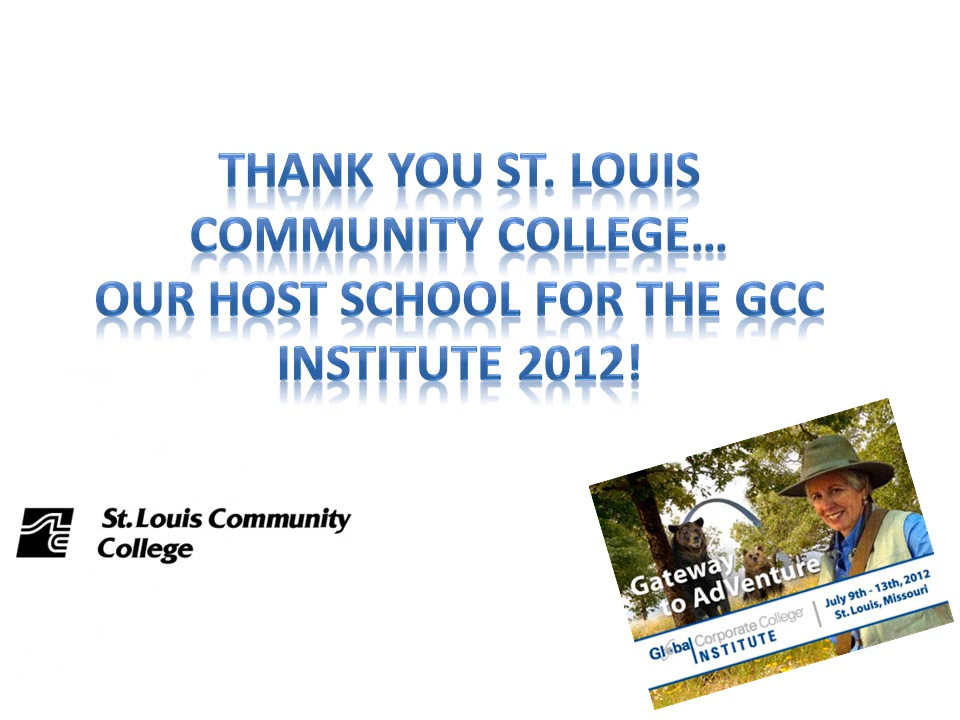 THANK YOU ST. LOUIS
COMMUNITY COLLEGE…
OUR HOST SCHOOL FOR THE GCC
INSTITUTE 2012!
St. Louis Community
College
Gateway
to AdVenture
Global Corporate College
INSTITUTE
July 9th - 13th, 2012
St. Louis, Missouri